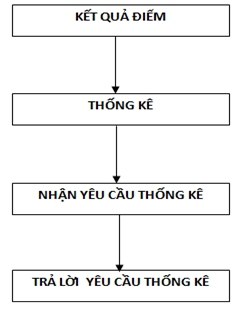 KẾT QUẢ ĐIỂM
THỐNG KÊ
NHẬN YÊU CẦU THỐNG KÊ
TRẢ LỜI YÊU CẦU THỐNG KÊ